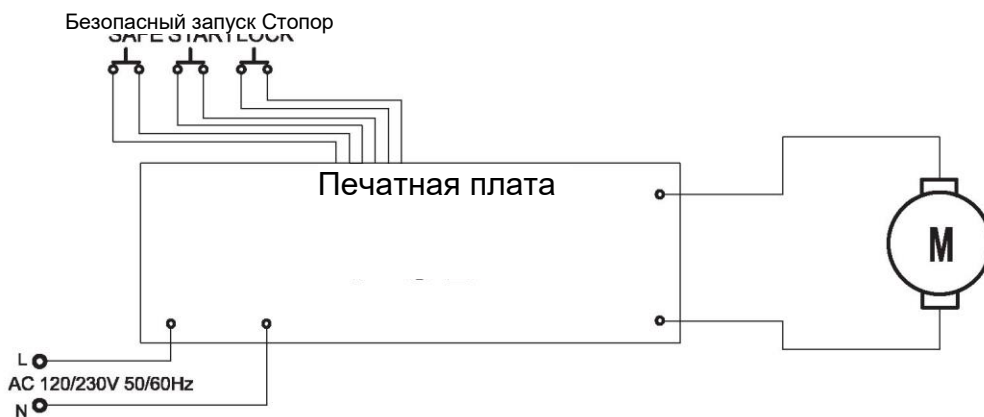 Безопасный запуск Стопор
SAFE START LOCK
Печатная плата
M
L
AC 120/230V 50/60Hz
N